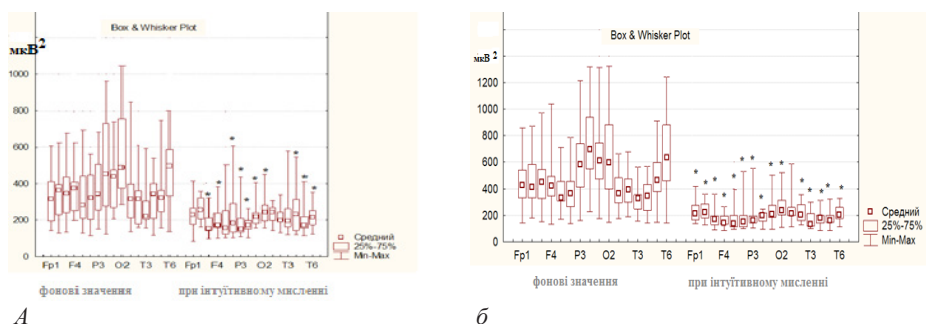 Box & Whisker Plot
мкВ²
1000
800
600
400
200
0
Fp1 F4 P3 O2 T3 T6 Fp1 F4 P3 O2 T3 T6
фонові значення при інтуїтивному мисленні
Средний
25%-75%
Min-Max
А
Box & Whisker Plot
мкВ²
1400
1200
1000
800
600
400
200
0
Fp1 F4 P3 O2 T3 T6 Fp1 F4 P3 O2 T3 T6
фонові значення при інтуїтивному мисленні
Средний
25%-75%
Min-Max
б